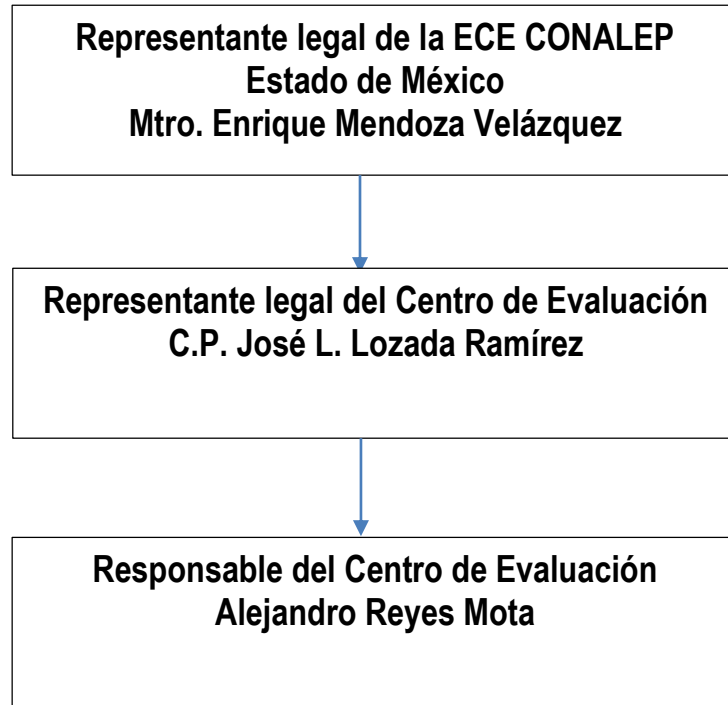 Representante legal de la ECE CONALEP
Estado de México
Mtro. Enrique Mendoza Velázquez
Representante legal del Centro de Evaluación
C.P. José L. Lozada Ramírez
Responsable del Centro de Evaluación
Alejandro Reyes Mota